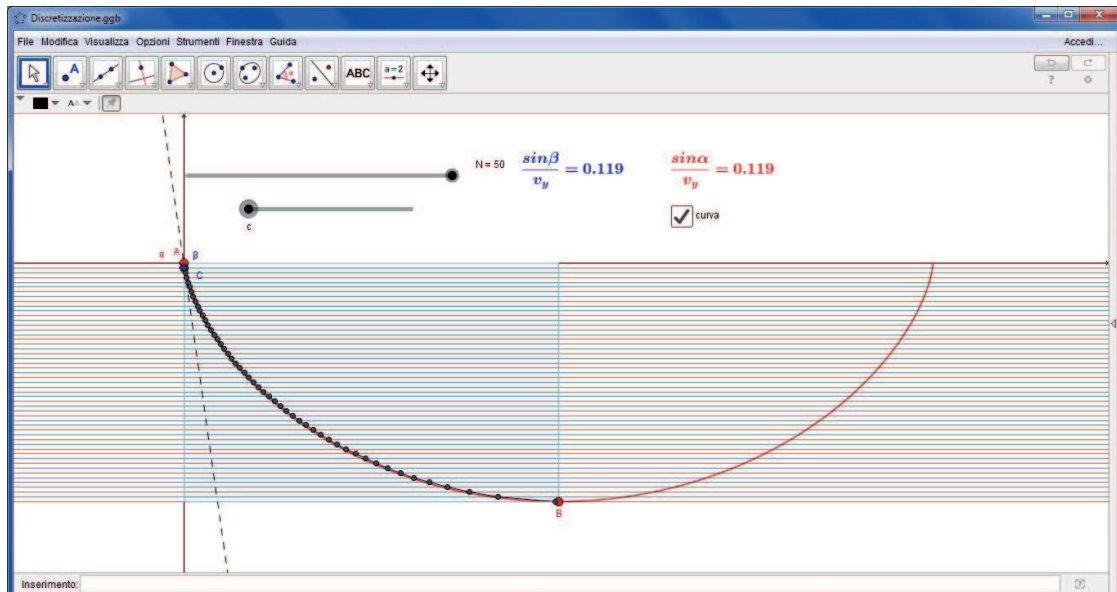 Discretizzazione.ggb
File Modifica Visualizza Opzioni Strumenti Finestra Guida Accedi...
A ABC a=2
?
AA
N = 50 sinβ/v_y = 0.119 sinα/v_y = 0.119
c
curva
α A β
C
B
Inserimento: